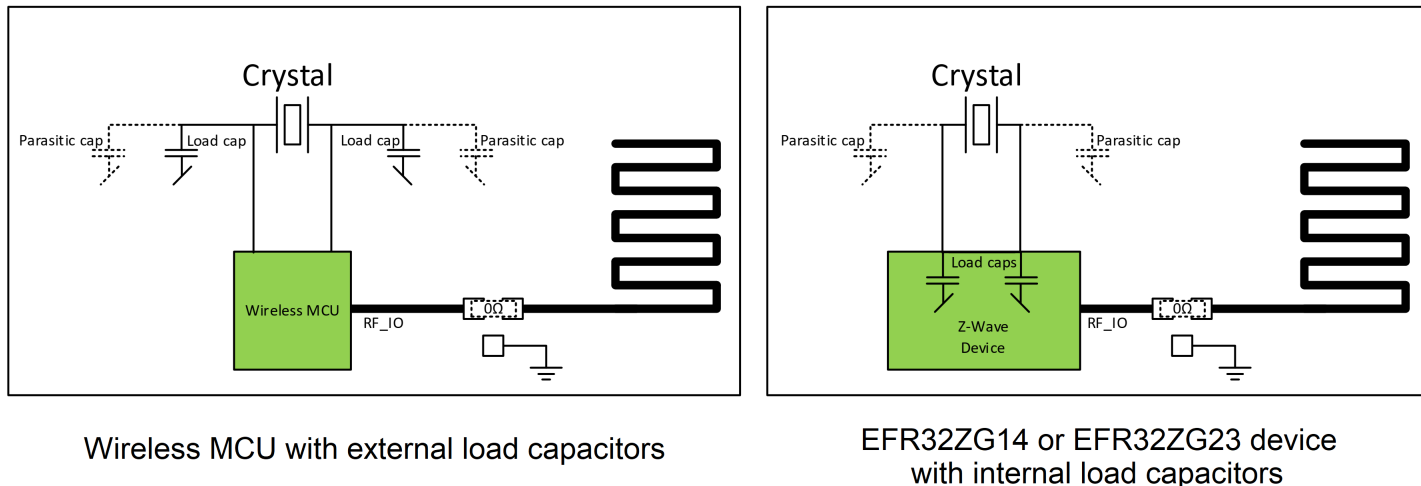 Crystal
Parasitic cap
Load cap
Load cap
Parasitic cap
Wireless MCU
RF_IO
0Ω
Wireless MCU with external load capacitors
Crystal
Parasitic cap
Parasitic cap
Load caps
Z-Wave
Device
RF_IO
0Ω
EFR32ZG14 or EFR32ZG23 device
with internal load capacitors